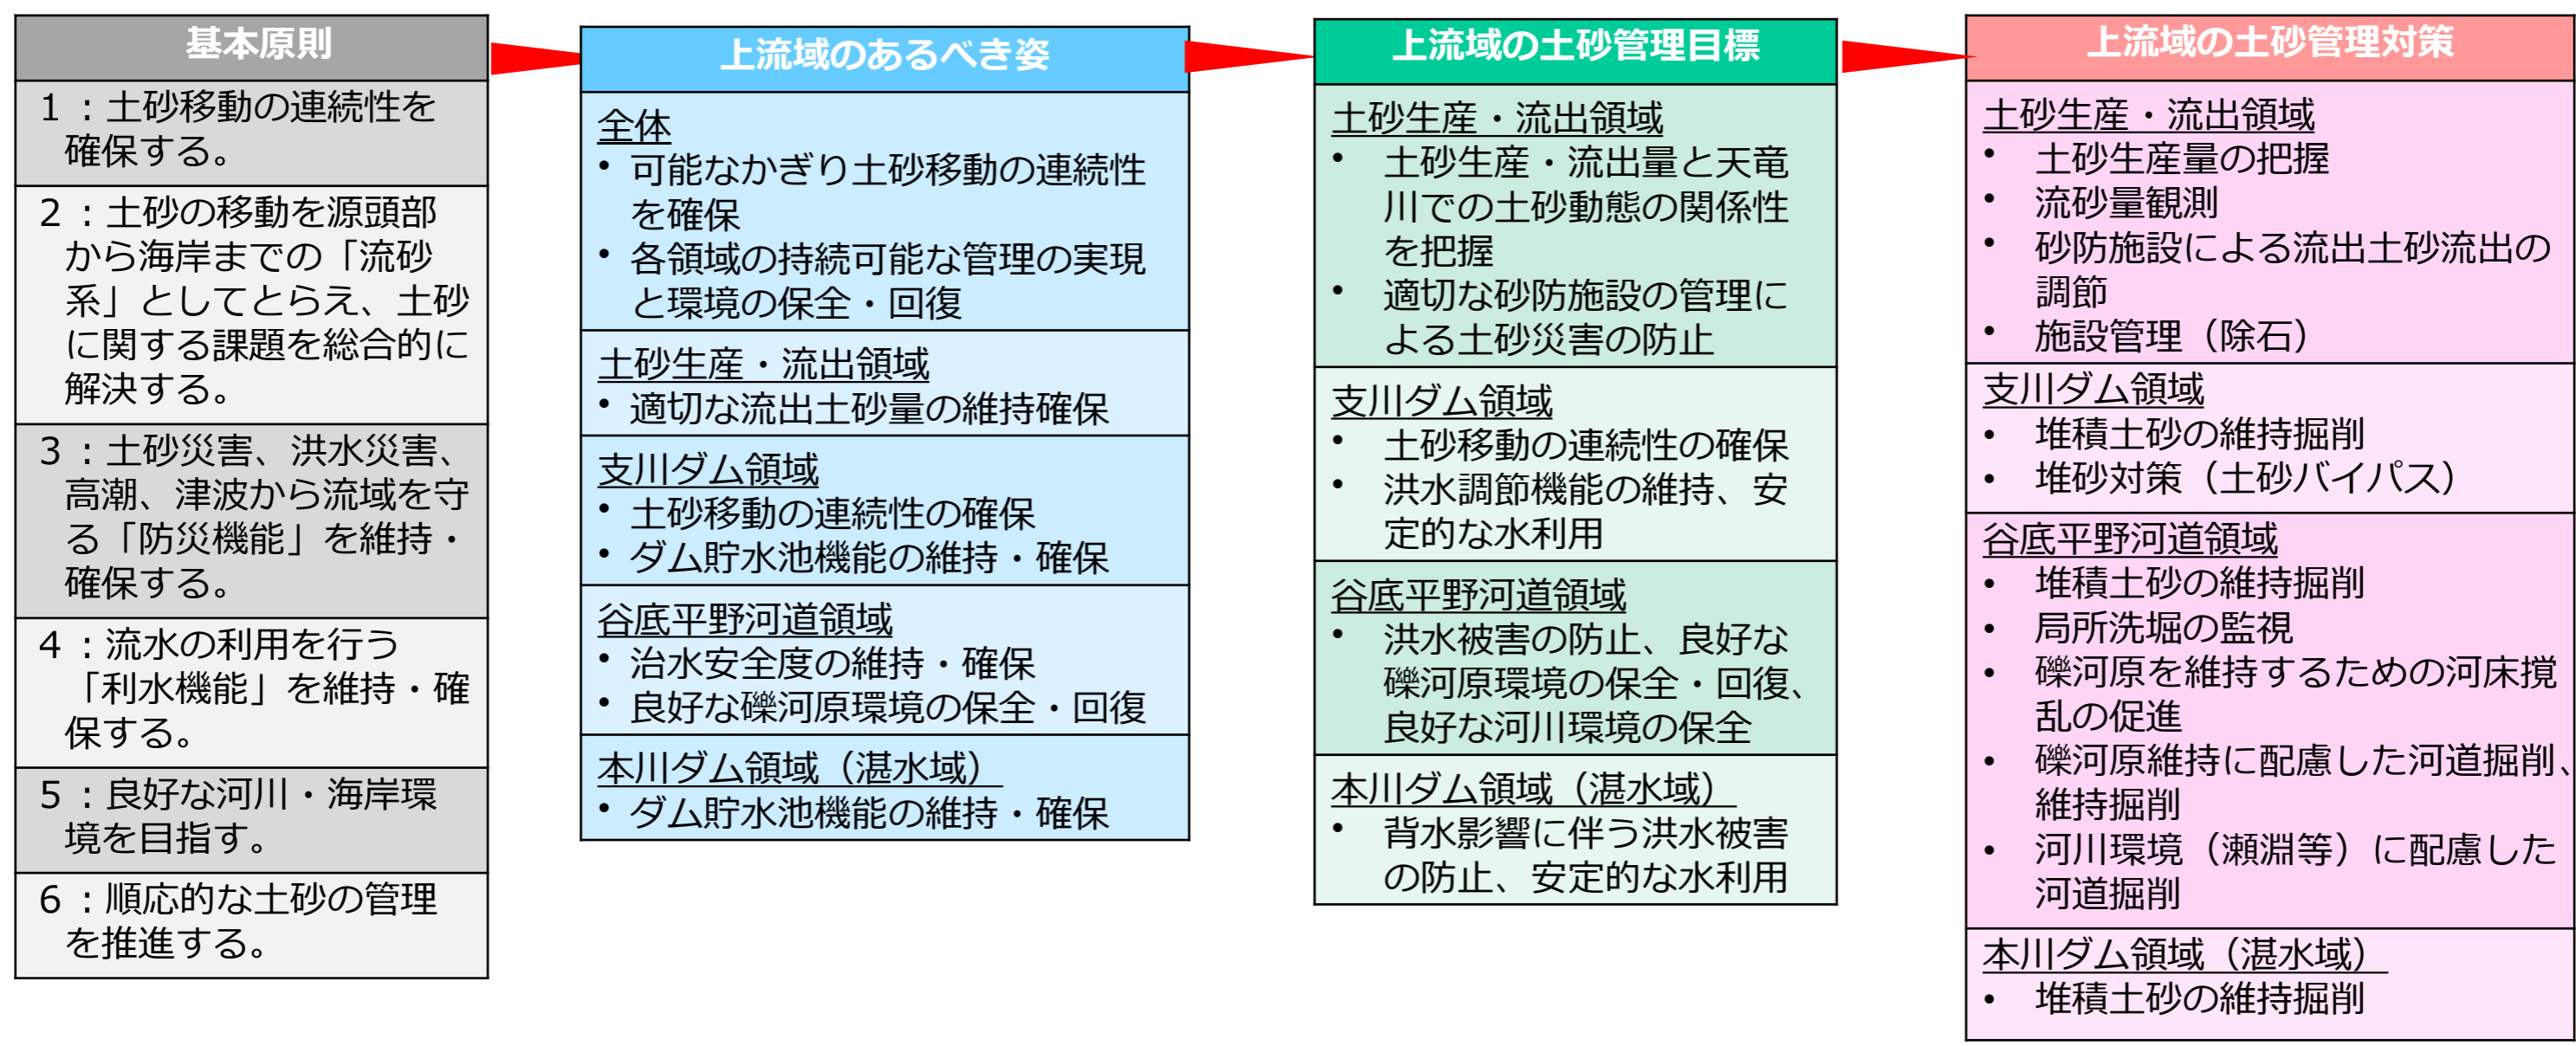 基本原則
1：土砂移動の連続性を
確保する。
2：土砂の移動を源頭部
から海岸までの「流砂
系」としてとらえ、土砂
に関する課題を総合的に
解決する。
3：土砂災害、洪水災害、
高潮、津波から流域を守
る「防災機能」を維持・
確保する。
4：流水の利用を行う
「利水機能」を維持・確
保する。
5：良好な河川・海岸環
境を目指す。
6：順応的な土砂の管理
を推進する。
上流域のあるべき姿
全体
• 可能なかぎり土砂移動の連続性
を確保
• 各領域の持続可能な管理の実現
と環境の保全・回復
土砂生産・流出領域
• 適切な流出土砂量の維持確保
支川ダム領域
• 土砂移動の連続性の確保
• ダム貯水池機能の維持・確保
谷底平野河道領域
• 治水安全度の維持・確保
• 良好な礫河原環境の保全・回復
本川ダム領域（湛水域）
• ダム貯水池機能の維持・確保
上流域の土砂管理目標
土砂生産・流出領域
• 土砂生産・流出量と天竜
川での土砂動態の関係性
を把握
• 適切な砂防施設の管理に
よる土砂災害の防止
支川ダム領域
• 土砂移動の連続性の確保
• 洪水調節機能の維持、安
定的な水利用
谷底平野河道領域
• 洪水被害の防止、良好な
礫河原環境の保全・回復、
良好な河川環境の保全
本川ダム領域（湛水域）
• 背水影響に伴う洪水被害
の防止、安定的な水利用
上流域の土砂管理対策
土砂生産・流出領域
• 土砂生産量の把握
• 流砂量観測
• 砂防施設による流出土砂流出の
調節
• 施設管理（除石）
支川ダム領域
• 堆積土砂の維持掘削
• 堆砂対策（土砂バイパス）
谷底平野河道領域
• 堆積土砂の維持掘削
• 局所洗堀の監視
• 礫河原を維持するための河床撹
乱の促進
• 礫河原維持に配慮した河道掘削、
維持掘削
• 河川環境（瀬淵等）に配慮した
河道掘削
本川ダム領域（湛水域）
• 堆積土砂の維持掘削